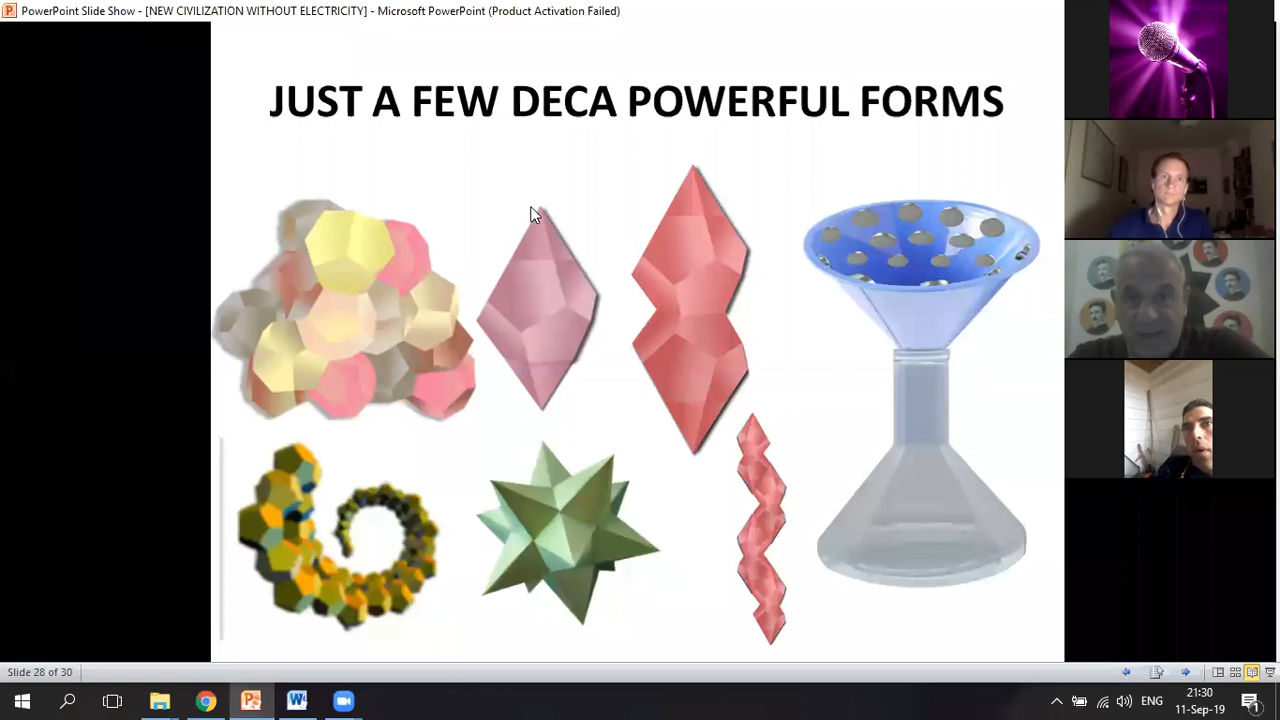 PowerPoint Slide Show - [NEW CIVILIZATION WITHOUT ELECTRICITY] - Microsoft PowerPoint (Product Activation Failed)
JUST A FEW DECA POWERFUL FORMS
Slide 28 of 30
ENG
21:30
11-Sep-19